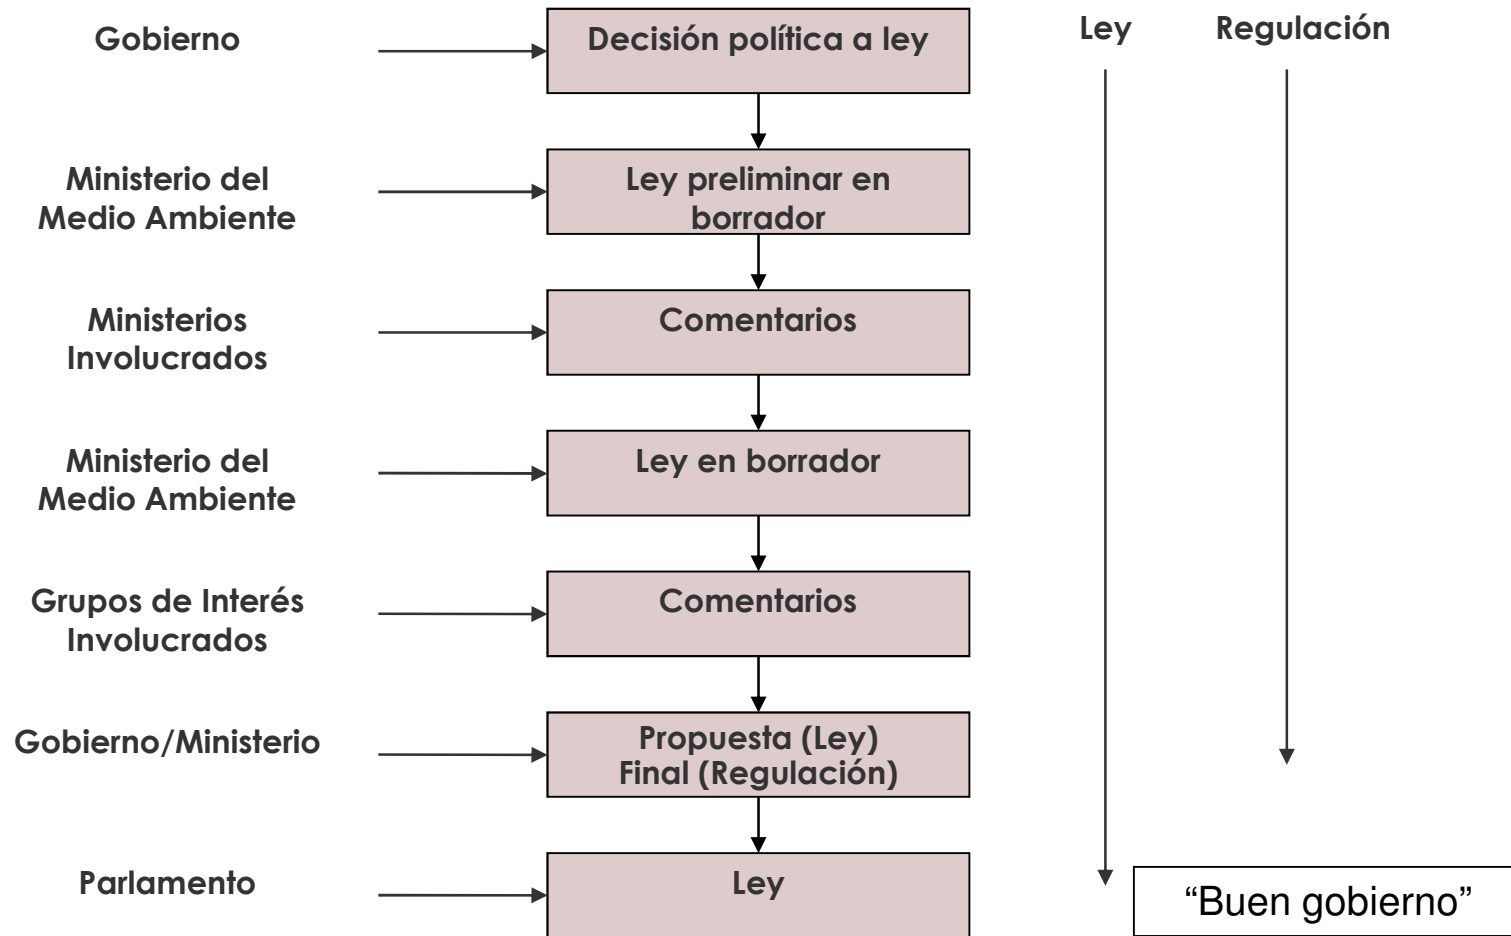 Gobierno
Decisión política a ley
Ley
Regulación
Ministerio del
Medio Ambiente
Ley preliminar en
borrador
Ministerios
Involucrados
Comentarios
Ministerio del
Medio Ambiente
Ley en borrador
Grupos de Interés
Involucrados
Comentarios
Gobierno/Ministerio
Propuesta (Ley)
Final (Regulación)
Parlamento
Ley
“Buen gobierno”